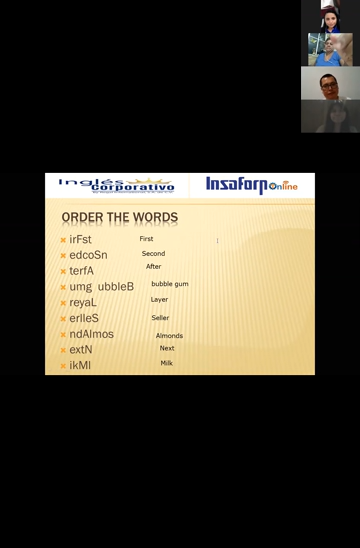 Inglés
Corporativo
Insaforp Online
ORDER THE WORDS
irFst First
edcoSn Second
terfA After
umg ubbleB bubble gum
reyaL Layer
erlleS Seller
ndAlmos Almonds
extN Next
ikMl Milk